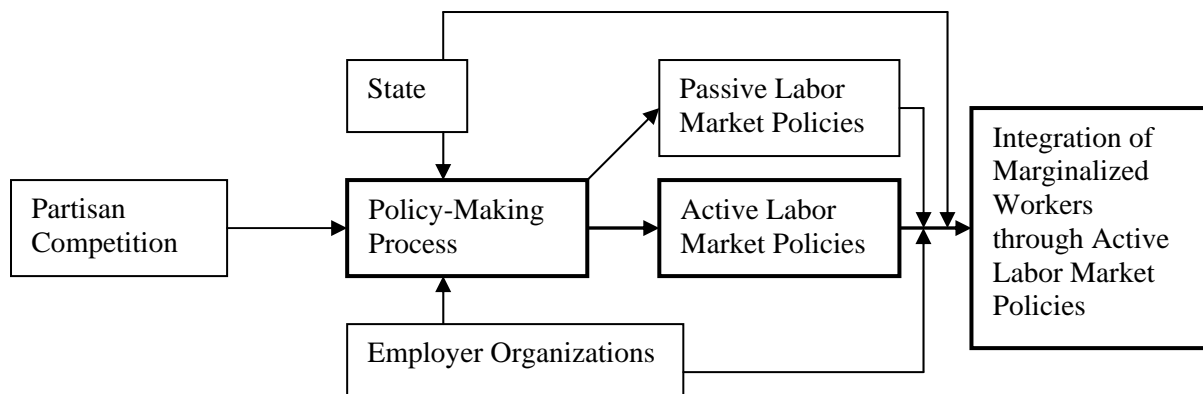 State
Passive Labor
Market Policies
Partisan
Competition
Policy-Making
Process
Active Labor
Market Policies
Integration of
Marginalized
Workers
through Active
Labor Market
Policies
Employer Organizations